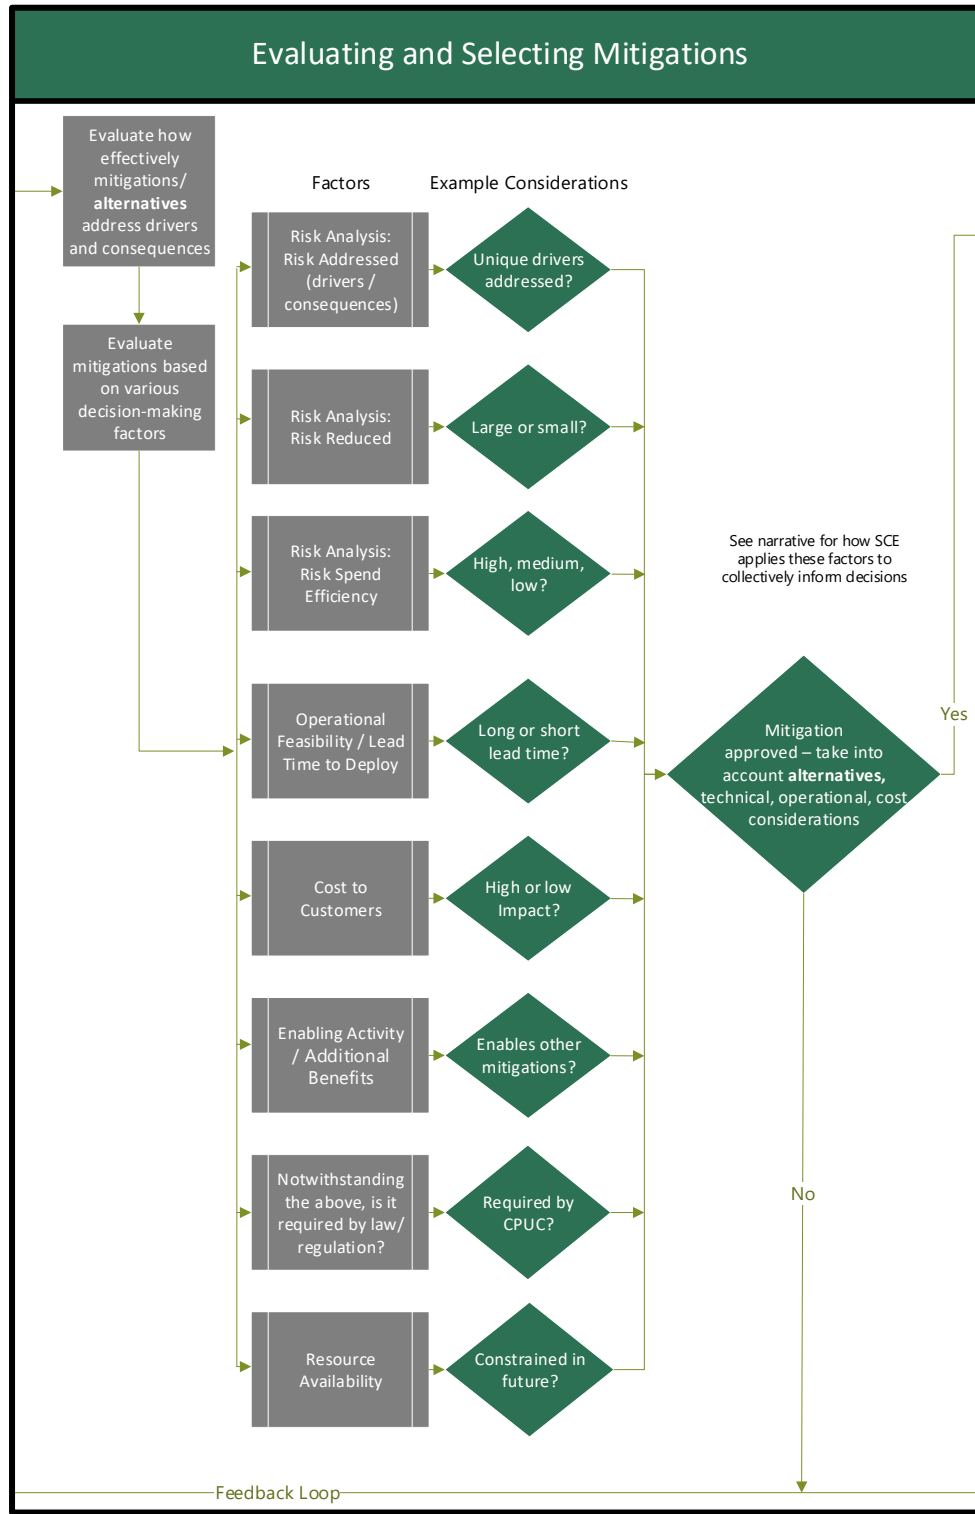 Evaluating and Selecting Mitigations
Evaluate how
effectively
mitigations/
alternatives
address drivers
and consequences
Evaluate
mitigations based
on various
decision-making
factors
Factors
Example Considerations
Risk Analysis:
Risk Addressed
(drivers /
consequences)
Unique drivers
addressed?
Risk Analysis:
Risk Reduced
Large or small?
Risk Analysis:
Risk Spend
Efficiency
High, medium,
low?
Operational
Feasibility / Lead
Time to Deploy
Long or short
lead time?
Cost to
Customers
High or low
Impact?
Enabling Activity
/ Additional
Benefits
Enables other
mitigations?
Notwithstanding
the above, is it
required by law/
regulation?
Required by
CPUC?
Resource
Availability
Constrained in
future?
See narrative for how SCE
applies these factors to
collectively inform decisions
Mitigation
approved – take into
account alternatives,
technical, operational, cost
considerations
Yes
No
Feedback Loop